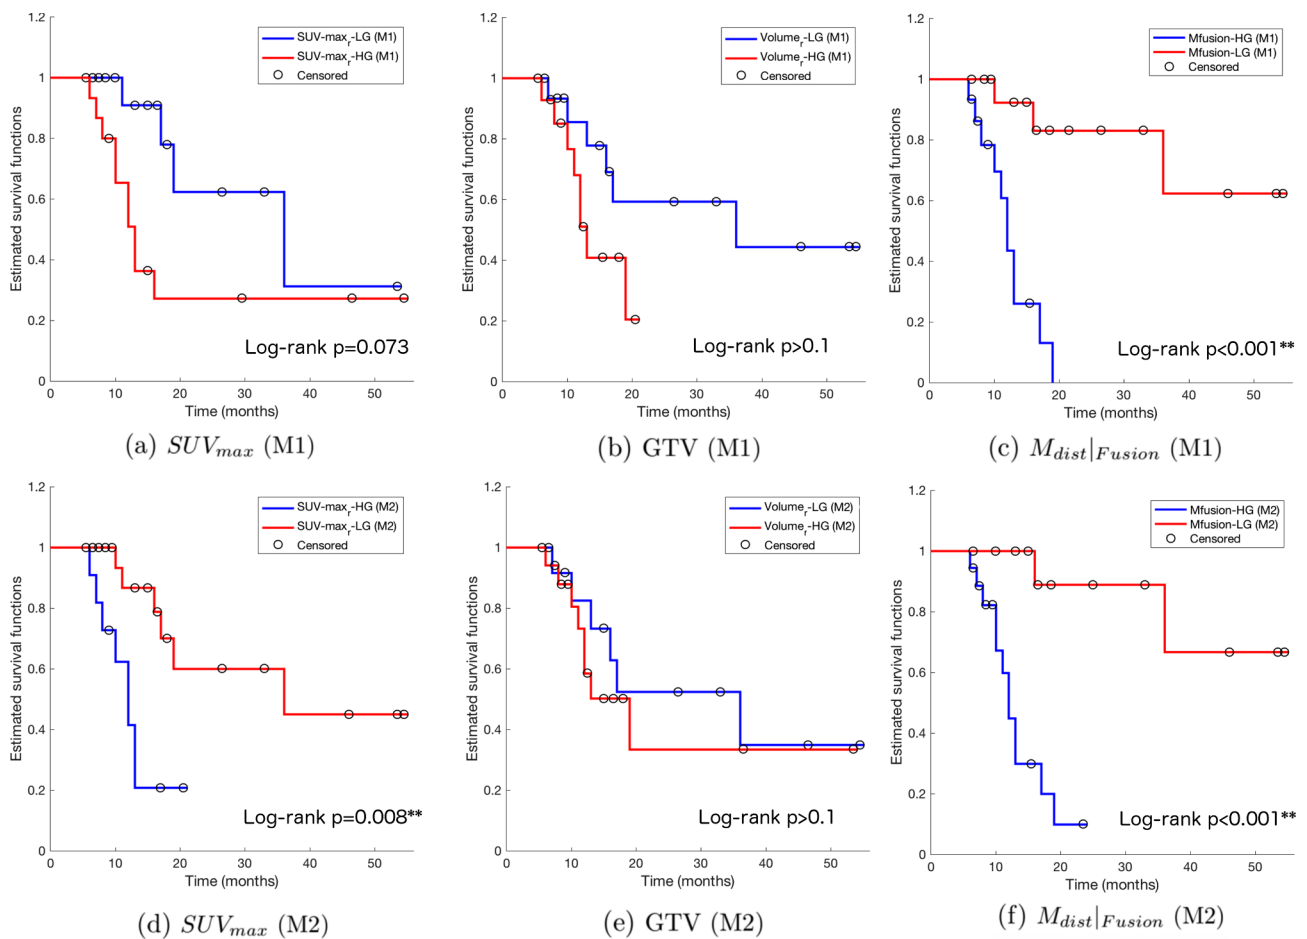 1.2
1
0.8
0.6
0.4
0.2
0
Estimated survival functions
SUV-max_r-LG (M1)
SUV-max_r-HG (M1)
Censored
Log-rank p=0.073
0 10 20 30 40 50
Time (months)
(a) SUV_max (M1)
1.2
1
0.8
0.6
0.4
0.2
0
Estimated survival functions
Volume_r-LG (M1)
Volume_r-HG (M1)
Censored
Log-rank p>0.1
0 10 20 30 40 50
Time (months)
(b) GTV (M1)
1.2
1
0.8
0.6
0.4
0.2
0
Estimated survival functions
Mfusion-HG (M1)
Mfusion-LG (M1)
Censored
Log-rank p<0.001**
0 10 20 30 40 50
Time (months)
(c) M_dist|Fusion (M1)
1.2
1
0.8
0.6
0.4
0.2
0
Estimated survival functions
SUV-max_r-HG (M2)
SUV-max_r-LG (M2)
Censored
Log-rank p=0.008**
0 10 20 30 40 50
Time (months)
(d) SUV_max (M2)
1.2
1
0.8
0.6
0.4
0.2
0
Estimated survival functions
Volume_r-LG (M2)
Volume_r-HG (M2)
Censored
Log-rank p>0.1
0 10 20 30 40 50
Time (months)
(e) GTV (M2)
1.2
1
0.8
0.6
0.4
0.2
0
Estimated survival functions
Mfusion-HG (M2)
Mfusion-LG (M2)
Censored
Log-rank p<0.001**
0 10 20 30 40 50
Time (months)
(f) M_dist|Fusion (M2)